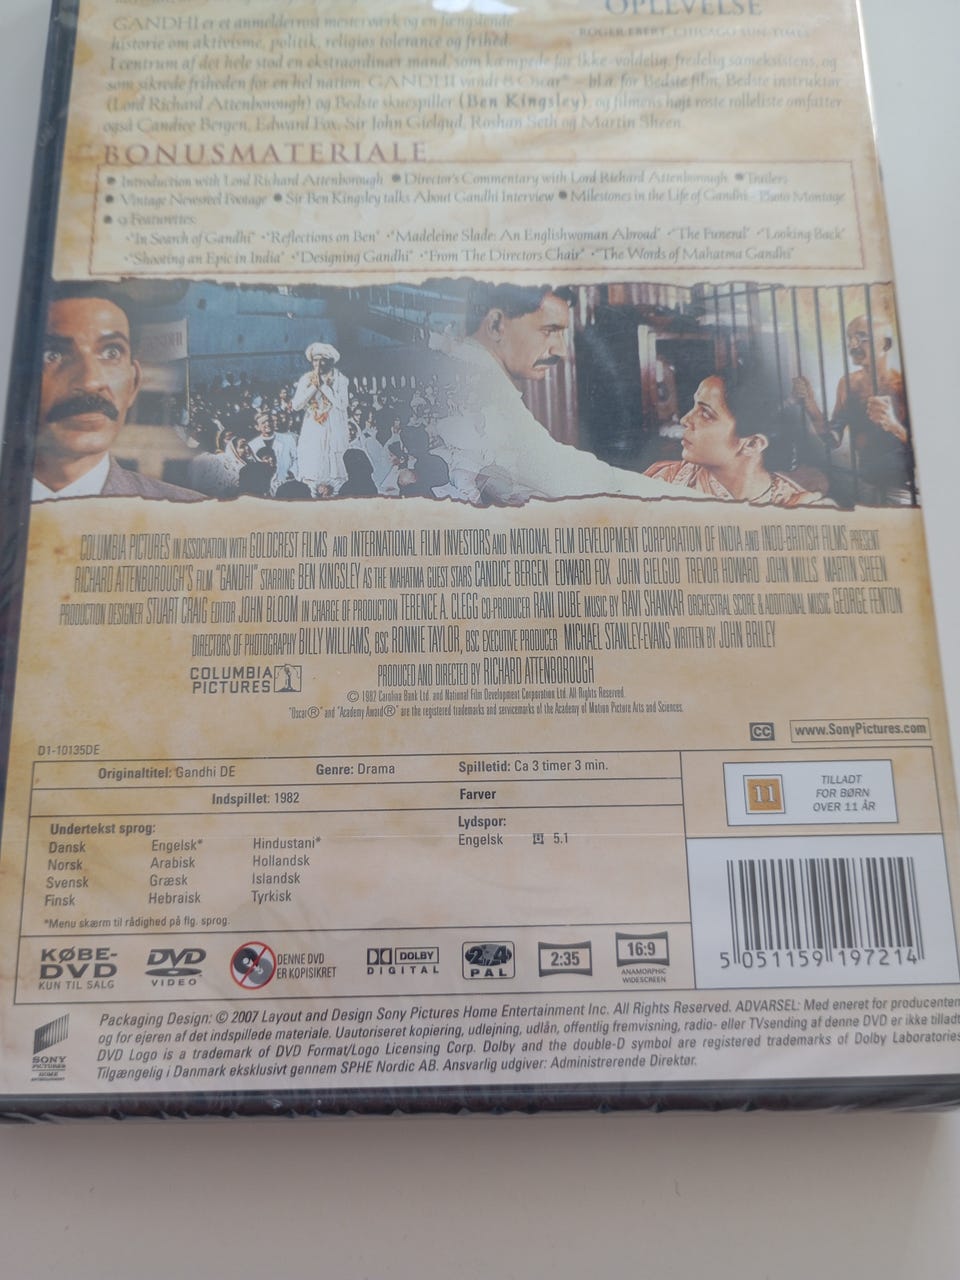 OPLEVELSE
- ROGER EBERT, CHICAGO SUN-TIMES
GANDHI er et anmelderrost mesterværk og en fængslende
historie om aktivisme, politik, religiøs tolerance og frihed.
I centrum af det hele stod en ekstraordinær mand, som kæmpede for ikke-voldelig, fredelig sameksistens, og
som sikrede friheden for en hel nation. GANDHI vandt 8 Oscar® - bl.a. for Bedste film, Bedste instruktør
(Lord Richard Attenborough) og Bedste skuespiller (Ben Kingsley), og filmens højt roste rolleliste omfatter
også Candice Bergen, Edward Fox, Sir John Gielgud, Roshan Seth og Martin Sheen.
BONUSMATERIALE
• Introduction with Lord Richard Attenborough • Director's Commentary with Lord Richard Attenborough • Trailers
• Vintage Newsreel Footage • Sir Ben Kingsley talks About Gandhi Interview • Milestones in the Life of Gandhi - Photo Montage
• 9 Featurettes:
·"In Search of Gandhi" ·"Reflections on Ben" ·"Madeleine Slade: An Englishwoman Abroad" ·"The Funeral" ·"Looking Back"
·"Shooting an Epic in India" ·"Designing Gandhi" ·"From The Directors Chair" ·"The Words of Mahatma Gandhi"
COLUMBIA PICTURES IN ASSOCIATION WITH GOLDCREST FILMS AND INTERNATIONAL FILM INVESTORS AND NATIONAL FILM DEVELOPMENT CORPORATION OF INDIA AND INDO-BRITISH FILMS PRESENT
RICHARD ATTENBOROUGH'S FILM "GANDHI" STARRING BEN KINGSLEY AS THE MAHATMA GUEST STARS CANDICE BERGEN EDWARD FOX JOHN GIELGUD TREVOR HOWARD JOHN MILLS MARTIN SHEEN
PRODUCTION DESIGNER STUART CRAIG EDITOR JOHN BLOOM IN CHARGE OF PRODUCTION TERENCE A. CLEGG CO-PRODUCER RANI DUBE MUSIC BY RAVI SHANKAR ORCHESTRAL SCORE & ADDITIONAL MUSIC GEORGE FENTON
DIRECTORS OF PHOTOGRAPHY BILLY WILLIAMS, BSC RONNIE TAYLOR, BSC EXECUTIVE PRODUCER MICHAEL STANLEY-EVANS WRITTEN BY JOHN BRILEY
COLUMBIA
PICTURES
PRODUCED AND DIRECTED BY RICHARD ATTENBOROUGH
© 1982 Carolina Bank Ltd. and National Film Development Corporation Ltd. All Rights Reserved.
"Oscar®" and "Academy Award®" are the registered trademarks and servicemarks of the Academy of Motion Picture Arts and Sciences.
CC www.SonyPictures.com
D1-10135DE
Originaltitel: Gandhi DE Genre: Drama Spilletid: Ca 3 timer 3 min.
Indspillet: 1982 Farver
Undertekst sprog:
Dansk Engelsk* Hindustani*
Norsk Arabisk Hollandsk
Svensk Græsk Islandsk
Finsk Hebraisk Tyrkisk
*Menu skærm til rådighed på flg. sprog.
Lydspor:
Engelsk 5.1
11
TILLADT
FOR BØRN
OVER 11 ÅR
5 051159 197214
KØBE-
DVD
KUN TIL SALG
DVD
VIDEO
DENNE DVD
ER KOPISIKRET
DOLBY
DIGITAL
2 4
PAL
2:35
16:9
ANAMORPHIC
WIDESCREEN
SONY
PICTURES
HOME
ENTERTAINMENT
Packaging Design: © 2007 Layout and Design Sony Pictures Home Entertainment Inc. All Rights Reserved. ADVARSEL: Med eneret for producenten
og for ejeren af det indspillede materiale. Uautoriseret kopiering, udlejning, udlån, offentlig fremvisning, radio- eller TVsending af denne DVD er ikke tilladt
DVD Logo is a trademark of DVD Format/Logo Licensing Corp. Dolby and the double-D symbol are registered trademarks of Dolby Laboratories
Tilgængelig i Danmark eksklusivt gennem SPHE Nordic AB. Ansvarlig udgiver: Administrerende Direktør.